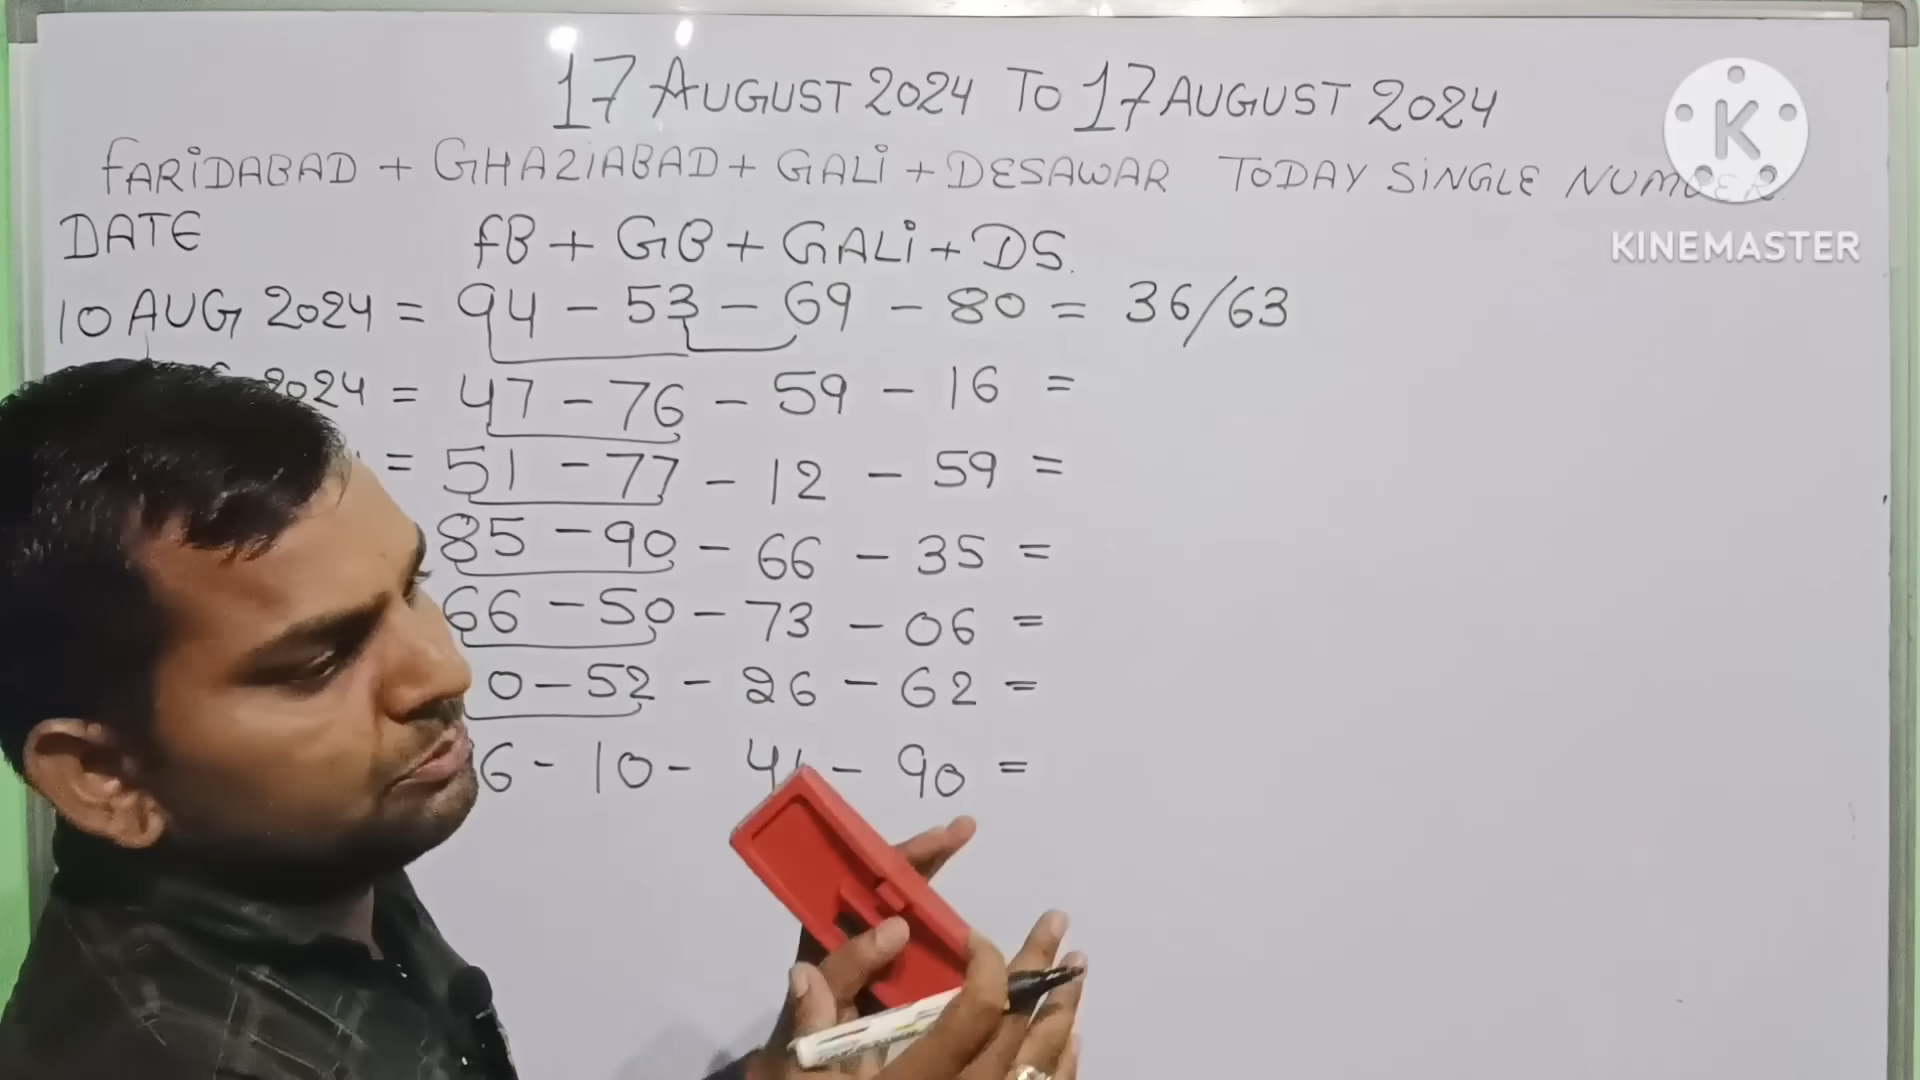 17 AUGUST 2024 TO 17 AUGUST 2024
FARIDABAD + GHAZIABAD + GALI + DESAWAR TODAY SINGLE NUMBER
DATE FB + GB + GALI + DS.
10 AUG 2024 = 94 - 53 - 69 - 80 = 36/63
2024 = 47 - 76 - 59 - 16 =
= 51 - 77 - 12 - 59 =
85 - 90 - 66 - 35 =
66 - 50 - 73 - 06 =
0 - 52 - 26 - 62 =
6 - 10 - 4 - 90 =
KINEMASTER